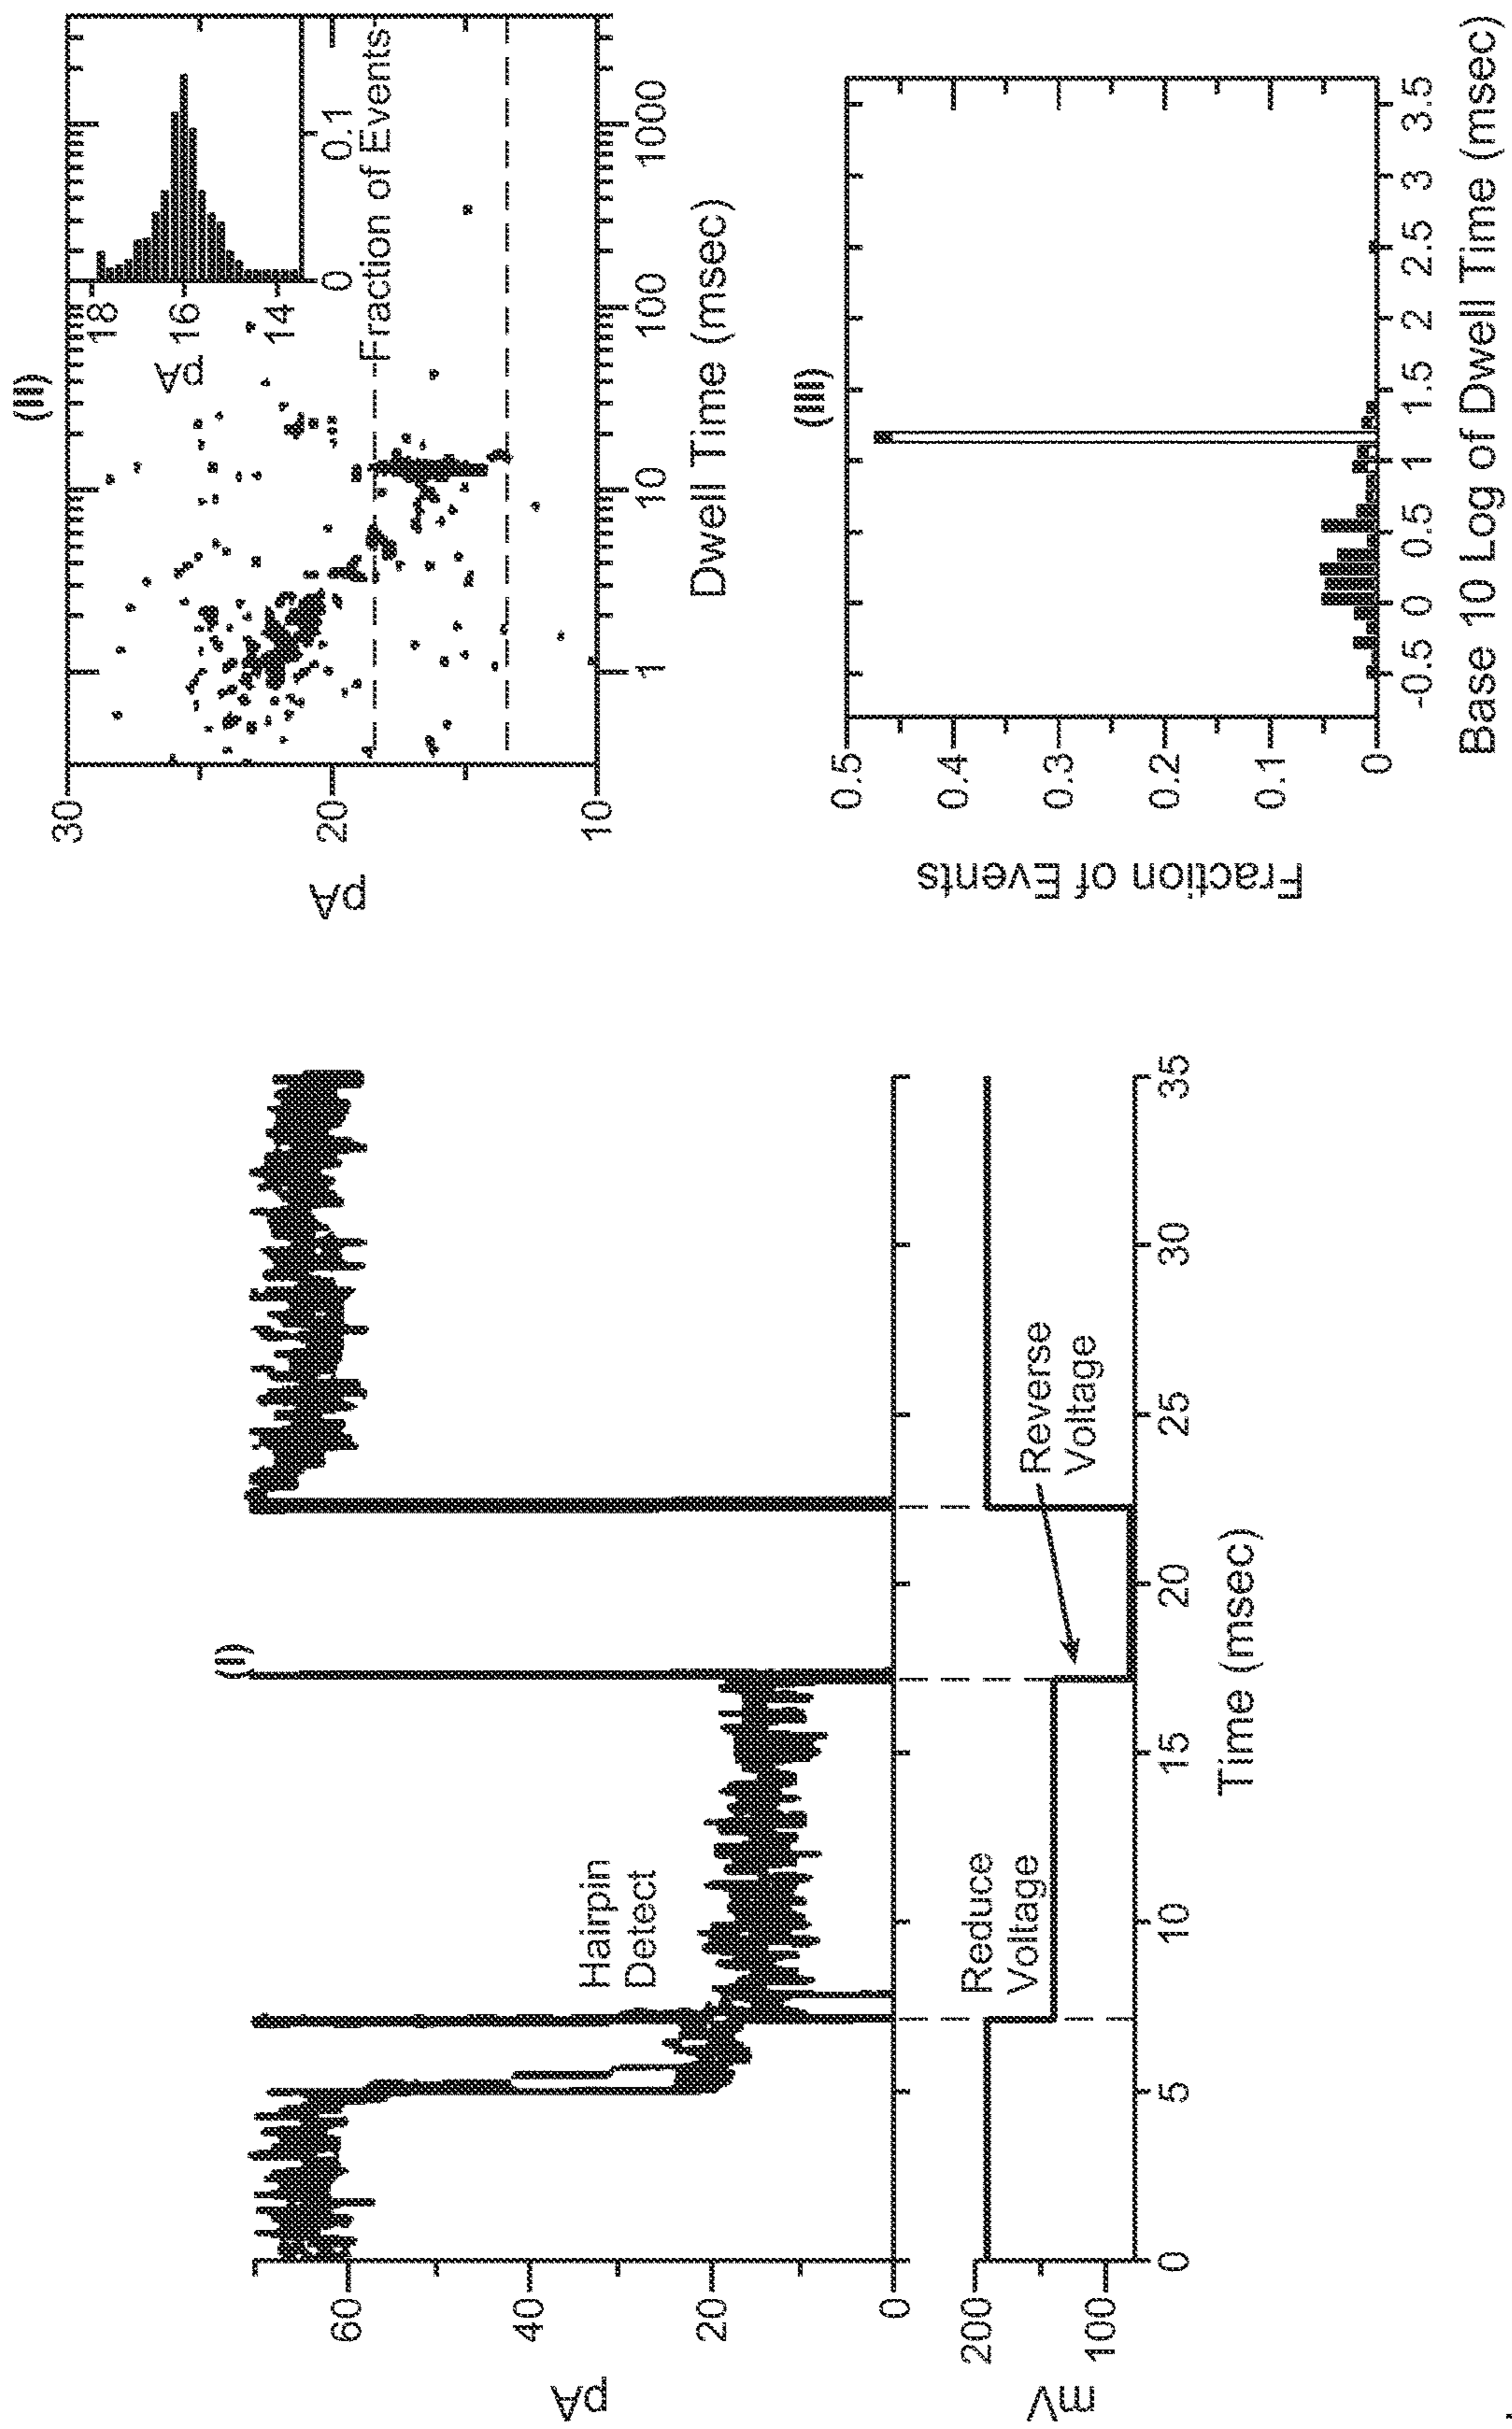 (I)
pA
60
40
20
0
Hairpin
Detect
mV
200
100
Reduce
Voltage
Reverse
Voltage
0
5
10
15
20
25
30
35
Time (msec)
(II)
pA
30
20
10
pA
18
16
14
0
0.1
Fraction of Events
1
10
100
1000
Dwell Time (msec)
(III)
Fraction of Events
0.5
0.4
0.3
0.2
0.1
0
-0.5
0
0.5
1
1.5
2
2.5
3
3.5
Base 10 Log of Dwell Time (msec)